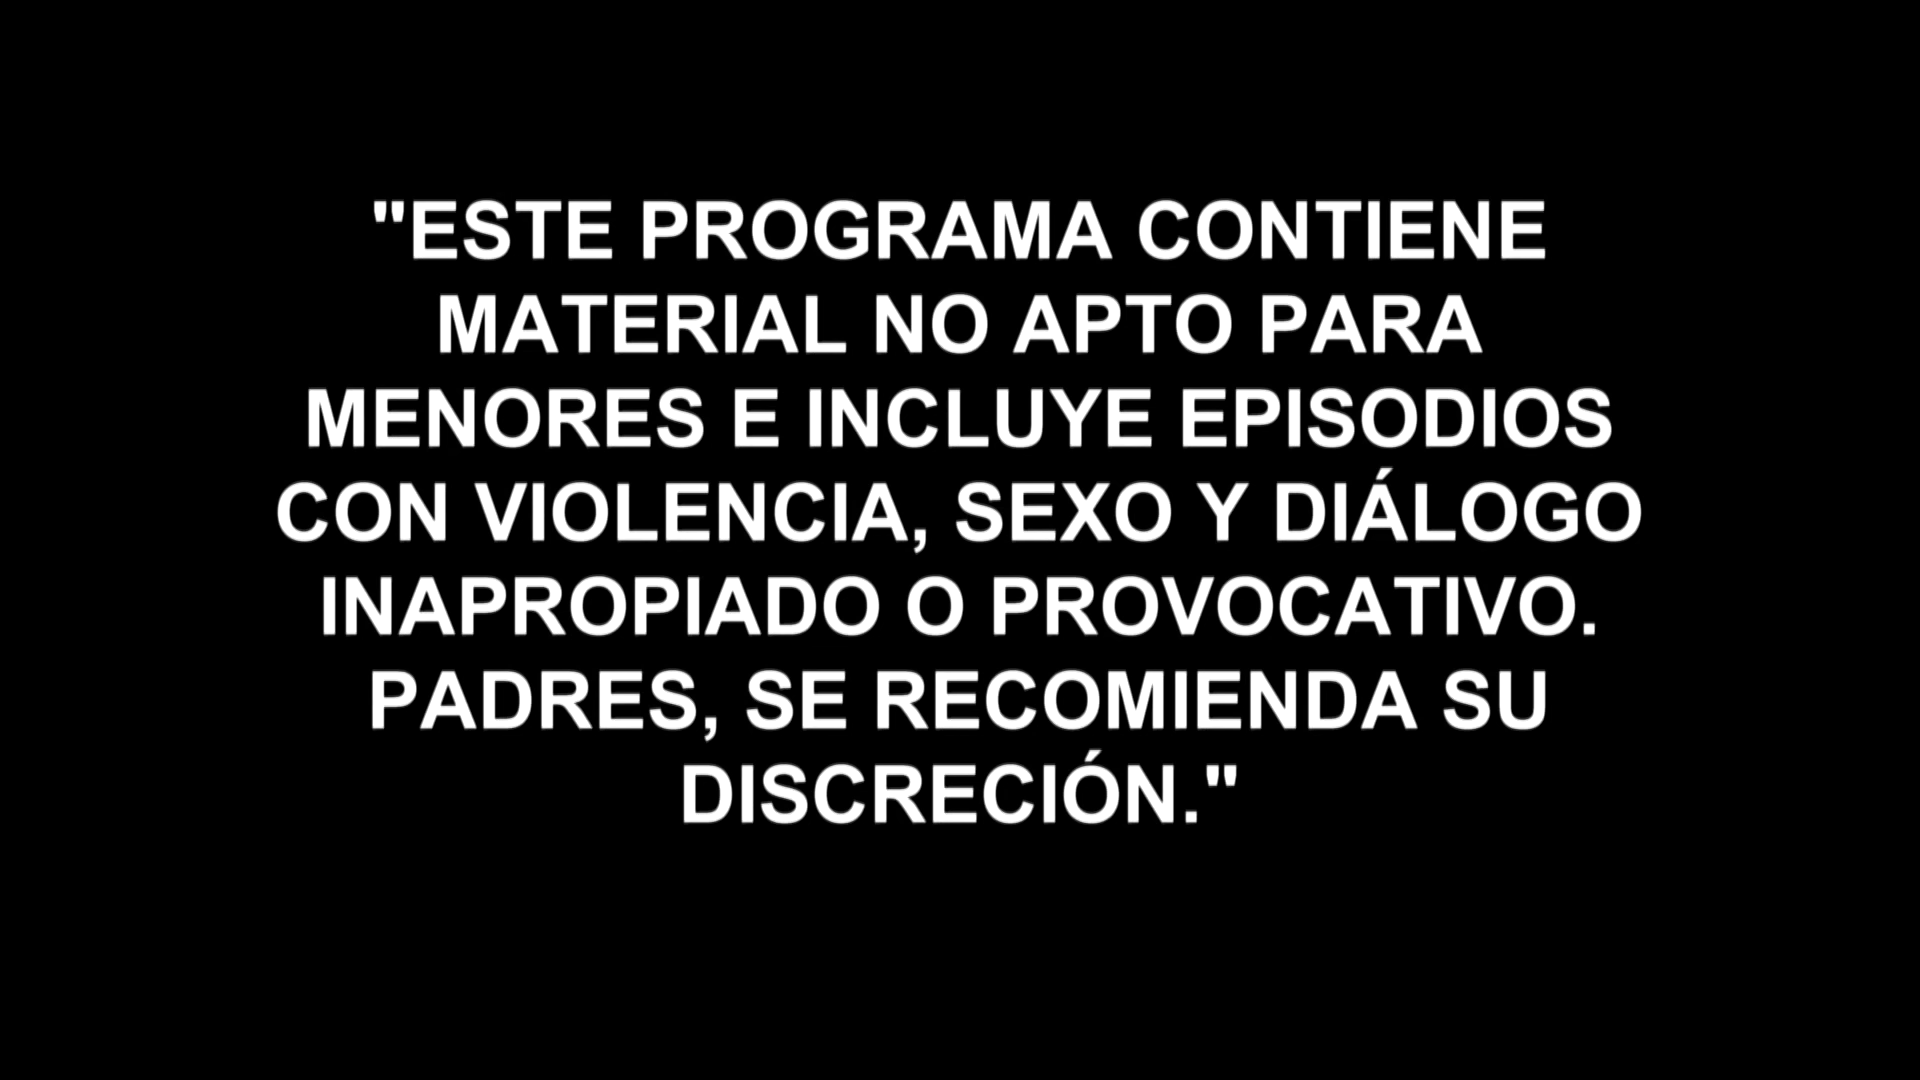 "ESTE PROGRAMA CONTIENE
MATERIAL NO APTO PARA
MENORES E INCLUYE EPISODIOS
CON VIOLENCIA, SEXO Y DIÁLOGO
INAPROPIADO O PROVOCATIVO.
PADRES, SE RECOMIENDA SU
DISCRECIÓN."